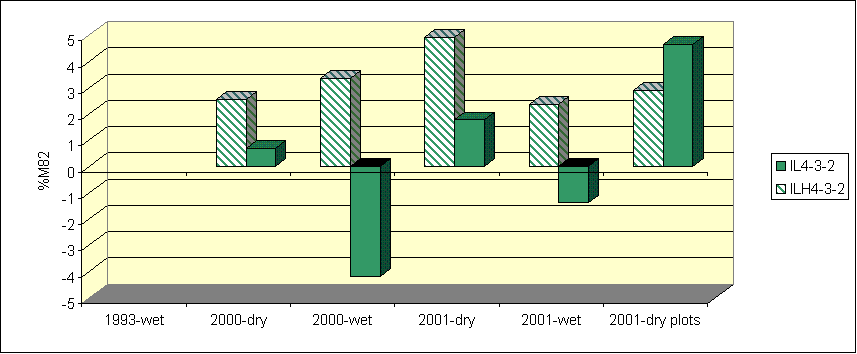 5
4
3
2
1
0
-1
-2
-3
-4
-5
%M82
1993-wet
2000-dry
2000-wet
2001-dry
2001-wet
2001-dry plots
IL4-3-2
ILH4-3-2